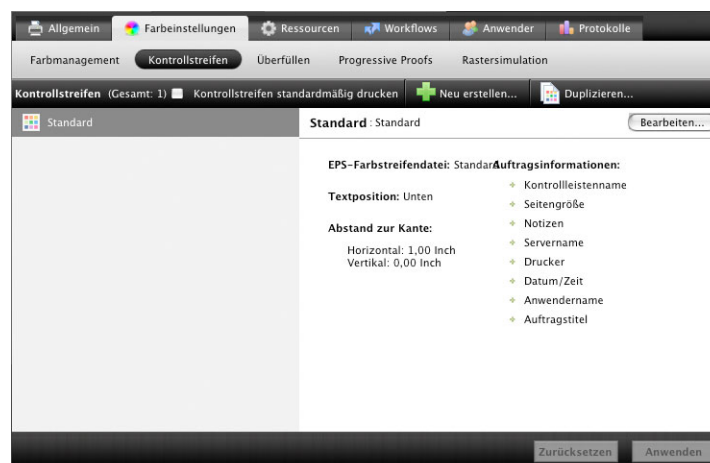 Allgemein Farbeinstellungen Ressourcen Workflows Anwender Protokolle
Farbmanagement Kontrollstreifen Überfüllen Progressive Proofs Rastersimulation
Kontrollstreifen (Gesamt: 1) Kontrollstreifen standardmäßig drucken Neu erstellen... Duplizieren...
Standard
Standard : Standard Bearbeiten...
EPS-Farbstreifendatei: Standard
Textposition: Unten
Abstand zur Kante:
Horizontal: 1,00 Inch
Vertikal: 0,00 Inch
Auftragsinformationen:
Kontrollleistenname
Seitengröße
Notizen
Servername
Drucker
Datum/Zeit
Anwendername
Auftragstitel
Zurücksetzen Anwenden